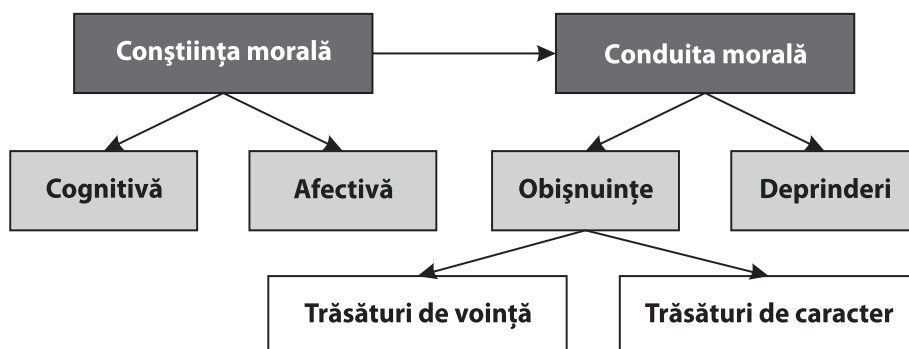 Conştiinţa morală
Conduita morală
Cognitivă
Afectivă
Obişnuinţe
Deprinderi
Trăsături de voinţă
Trăsături de caracter